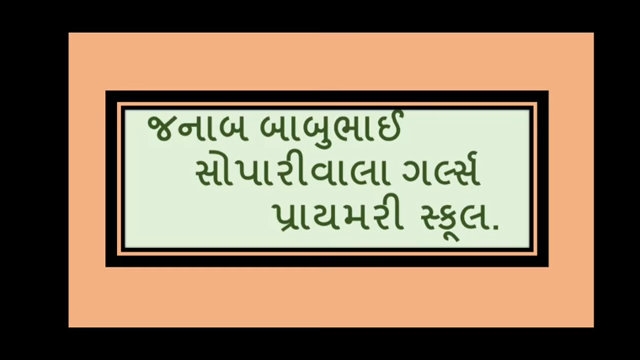 જનાબ બાબુભાઈ
સોપારીવાલા ગર્લ્સ
પ્રાયમરી સ્કૂલ.